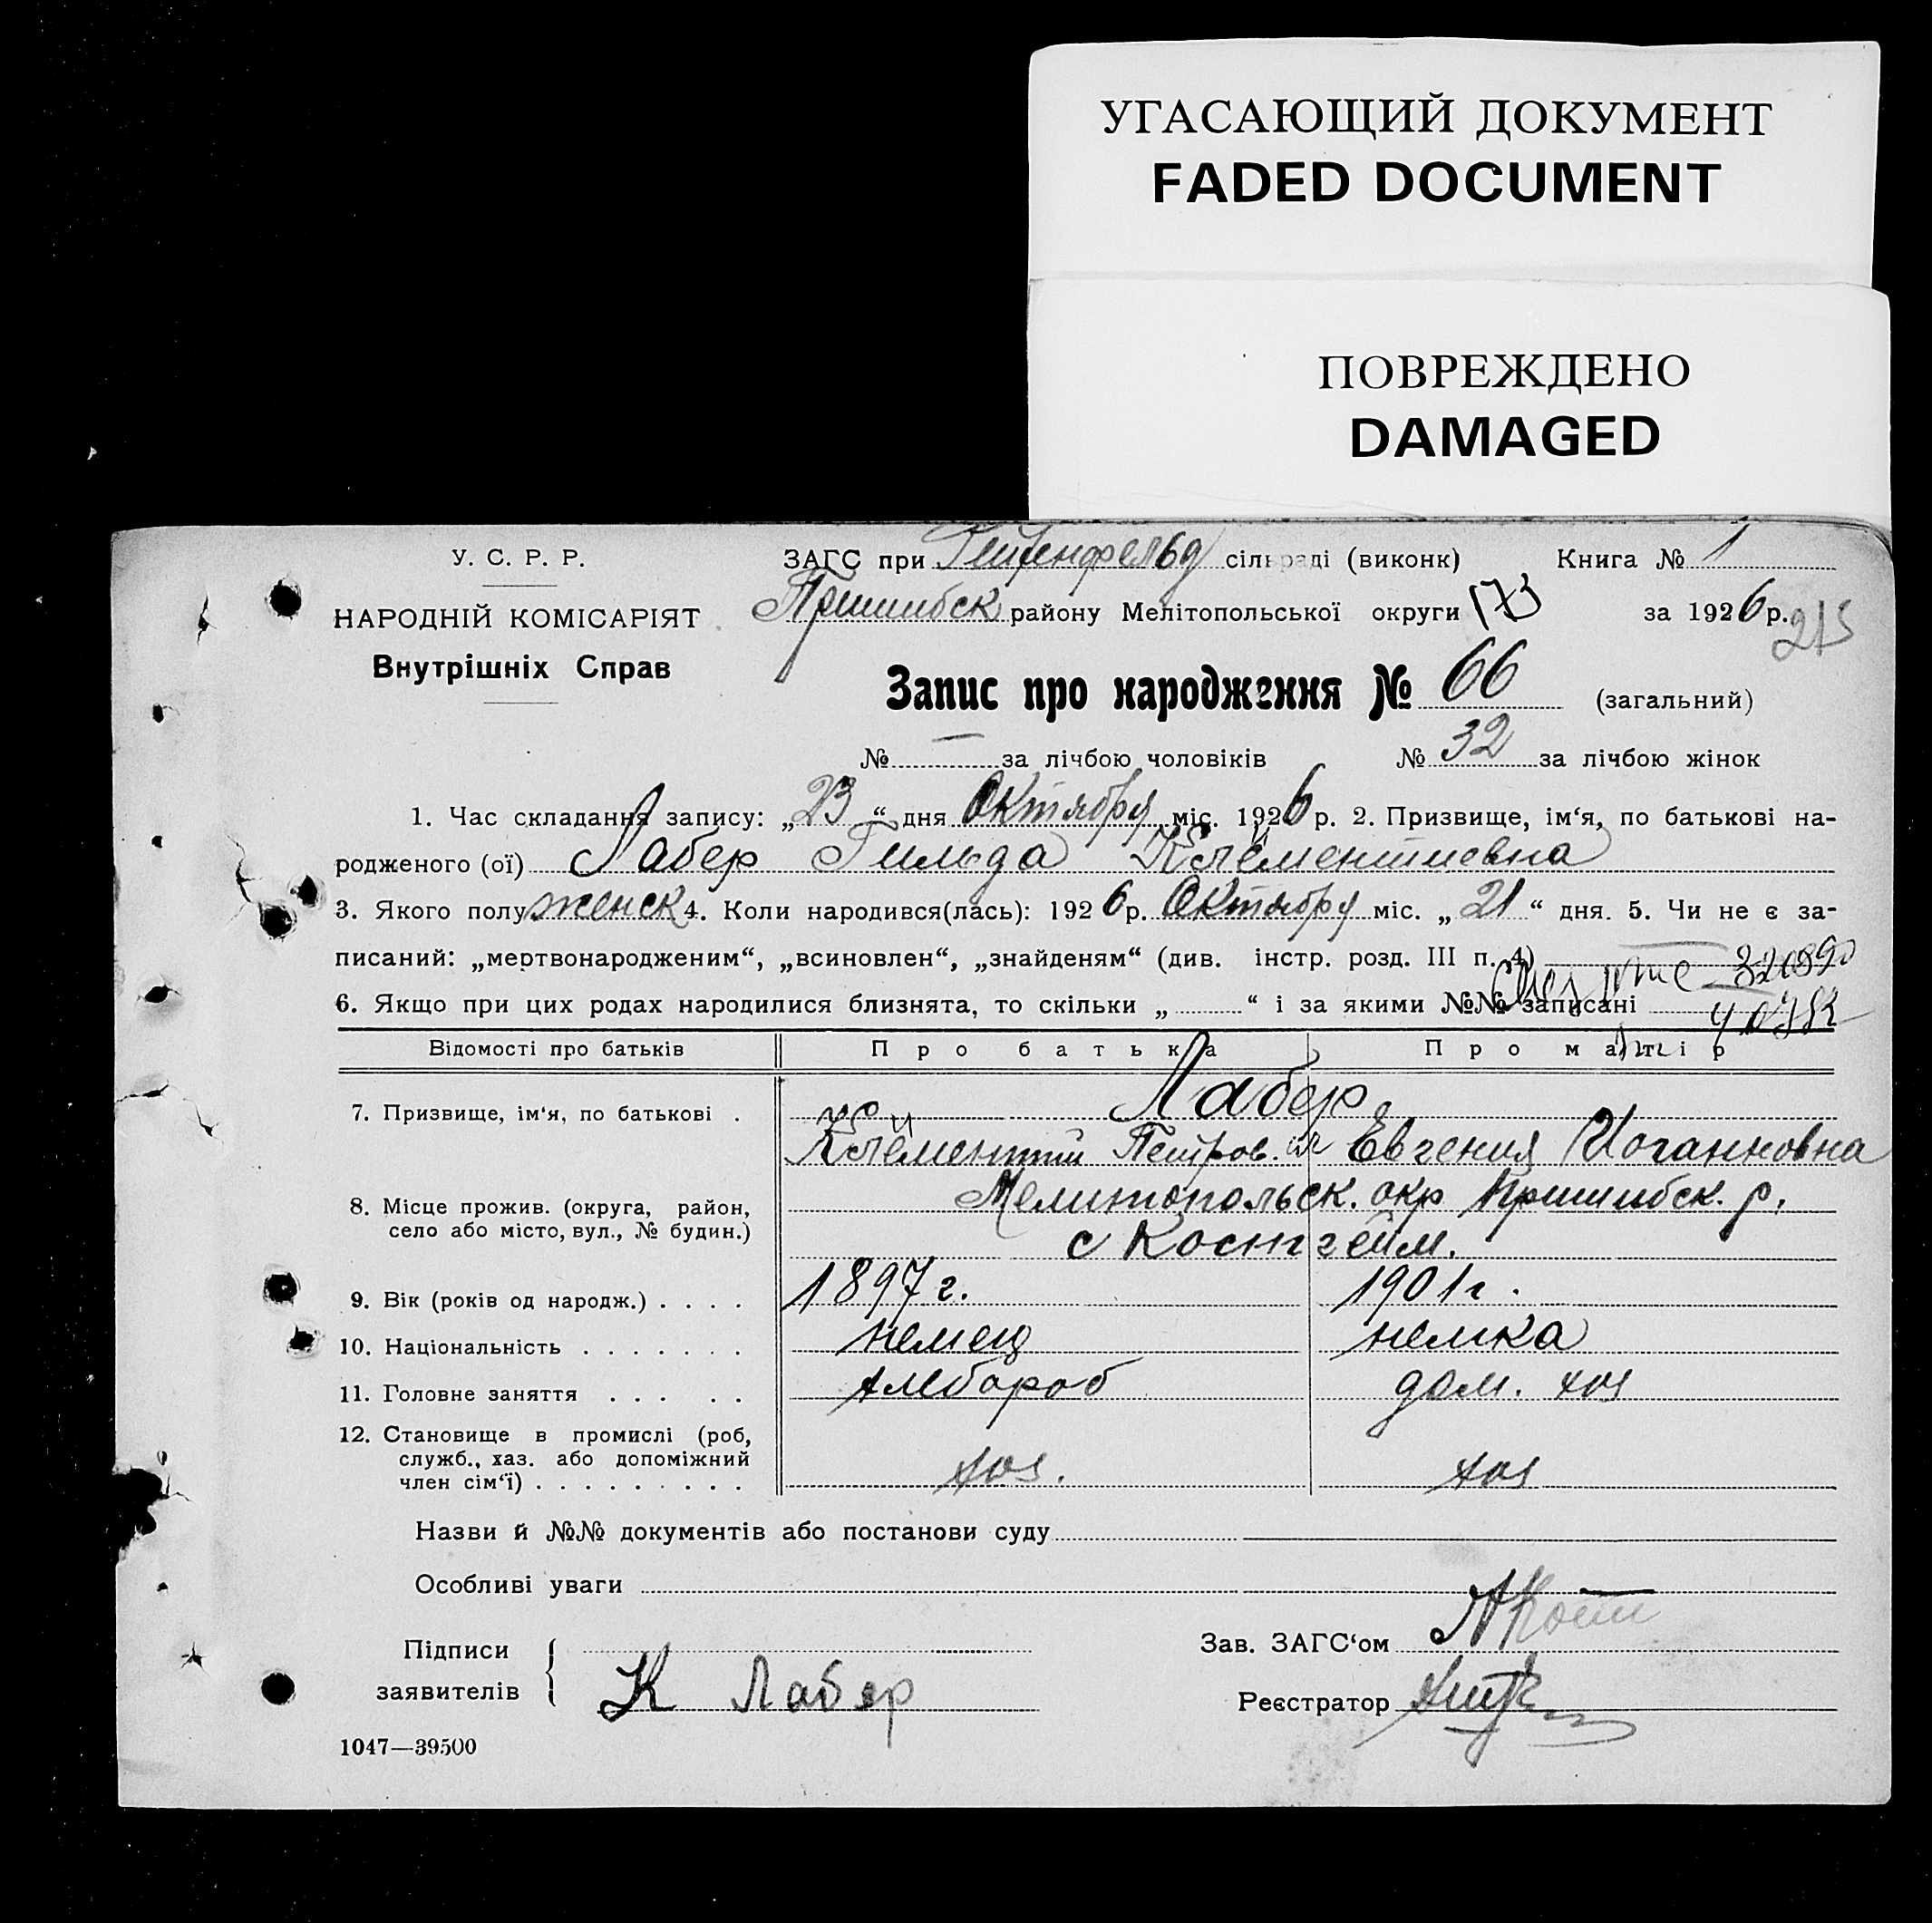 УГАСАЮЩИЙ ДОКУМЕНТ
FADED DOCUMENT
ПОВРЕЖДЕНО
DAMAGED
У. С. Р. Р.
НАРОДНІЙ КОМІСАРІЯТ
Внутрішніх Справ
ЗАГС при сільраді (виконк) Книга № 1
Пришибск району Мелітопольської округи за 1926 р.
215
Запис про народження № 66 (загальний)
№ — за лічбою чоловіків № 32 за лічбою жінок
1. Час складання запису: „23“ дня Октября міс. 1926 р. 2. Призвище, ім‘я, по батькові на-
родженого (ої) Лабер Гильда Клементиевна
3. Якого полу женск 4. Коли народився(лась): 1926 р. Октября міс. „21“ дня. 5. Чи не є за-
писаний: „мертвонародженим“, „всиновлен“, „знайденям“ (див. інстр. розд. III п. 4) —
6. Якщо при цих родах народилися близнята, то скільки „ “ і за якими №№ записані
Відомості про батьків Про батька Про матір
7. Призвище, ім‘я, по батькові . Лабер
Клементий Петров. Евгения Иоганновна
8. Місце прожив. (округа, район,
село або місто, вул., № будин.)
Мелитопольск. окр Пришибск. р.
с Костгейм.
9. Вік (років од народж.) . . . . 1897 г. 1901 г.
10. Національність . . . . . . . немец немка
11. Головне заняття . . . . . хлебороб дом. хоз
12. Становище в промислі (роб,
служб., хаз. або допоміжний
член сім‘ї) . . . . . . . . . хоз. хоз
Назви й №№ документів або постанови суду
Особливі уваги
Підписи
заявителів
К Лабер
Зав. ЗАГС‘ом
Реєстратор
1047—39500